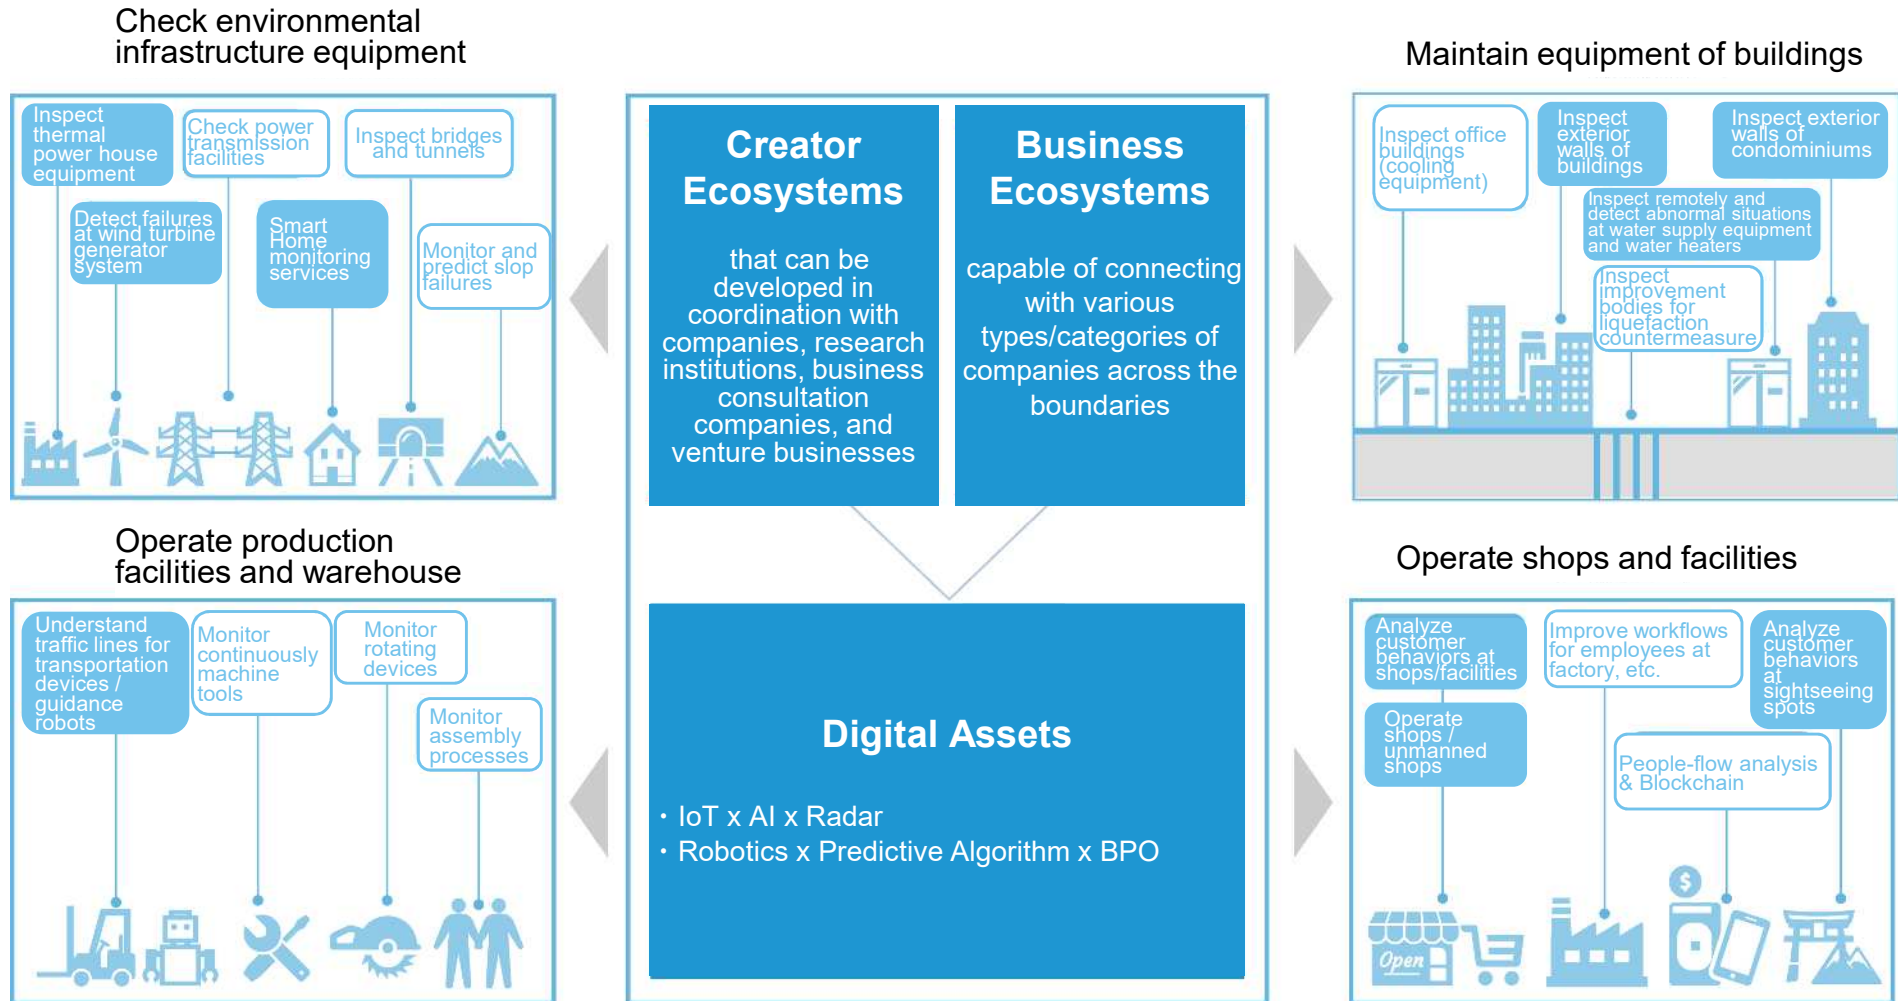 Check environmental
infrastructure equipment
Inspect
thermal
power house
equipment
Check power
transmission
facilities
Inspect bridges
and tunnels
Detect failures
at wind turbine
generator
system
Smart
Home
monitoring
services
Monitor and
predict slop
failures
Creator
Ecosystems
that can be
developed in
coordination with
companies, research
institutions, business
consultation
companies, and
venture businesses
Business
Ecosystems
capable of connecting
with various
types/categories of
companies across the
boundaries
Maintain equipment of buildings
Inspect office
buildings
(cooling
equipment)
Inspect
exterior
walls of
buildings
Inspect exterior
walls of
condominiums
Inspect remotely and
detect abnormal situations
at water supply equipment
and water heaters
Inspect
improvement
bodies for
liquefaction
countermeasure
Operate production
facilities and warehouse
Understand
traffic lines for
transportation
devices /
guidance
robots
Monitor
continuously
machine
tools
Monitor
rotating
devices
Monitor
assembly
processes
Digital Assets
・IoT x AI x Radar
・Robotics x Predictive Algorithm x BPO
Operate shops and facilities
Analyze
customer
behaviors at
shops/facilities
Operate
shops /
unmanned
shops
Improve workflows
for employees at
factory, etc.
People-flow analysis
& Blockchain
Analyze
customer
behaviors
at
sightseeing
spots
$
Open